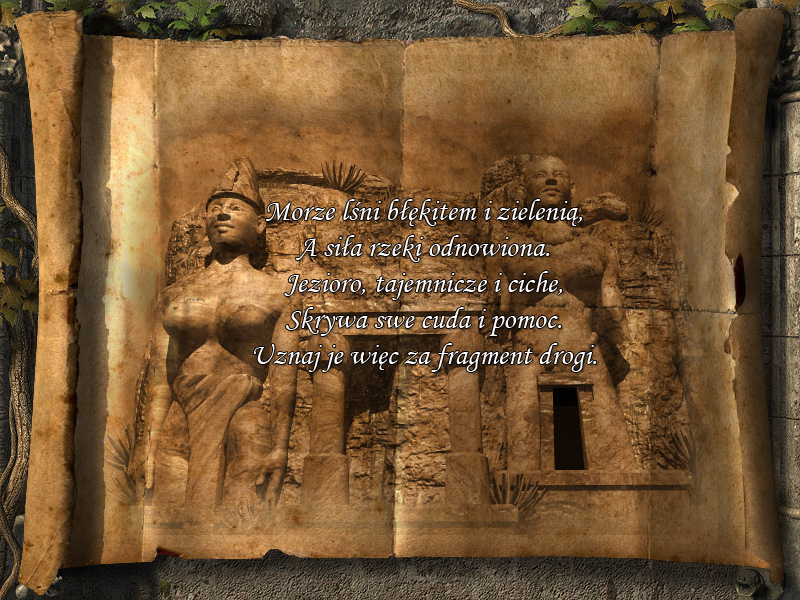 Morze lśni błękitem i zielenią,
A siła rzeki odnowiona.
Jezioro, tajemnicze i ciche,
Skrywa swe cuda i pomoc.
Uznaj je więc za fragment drogi.